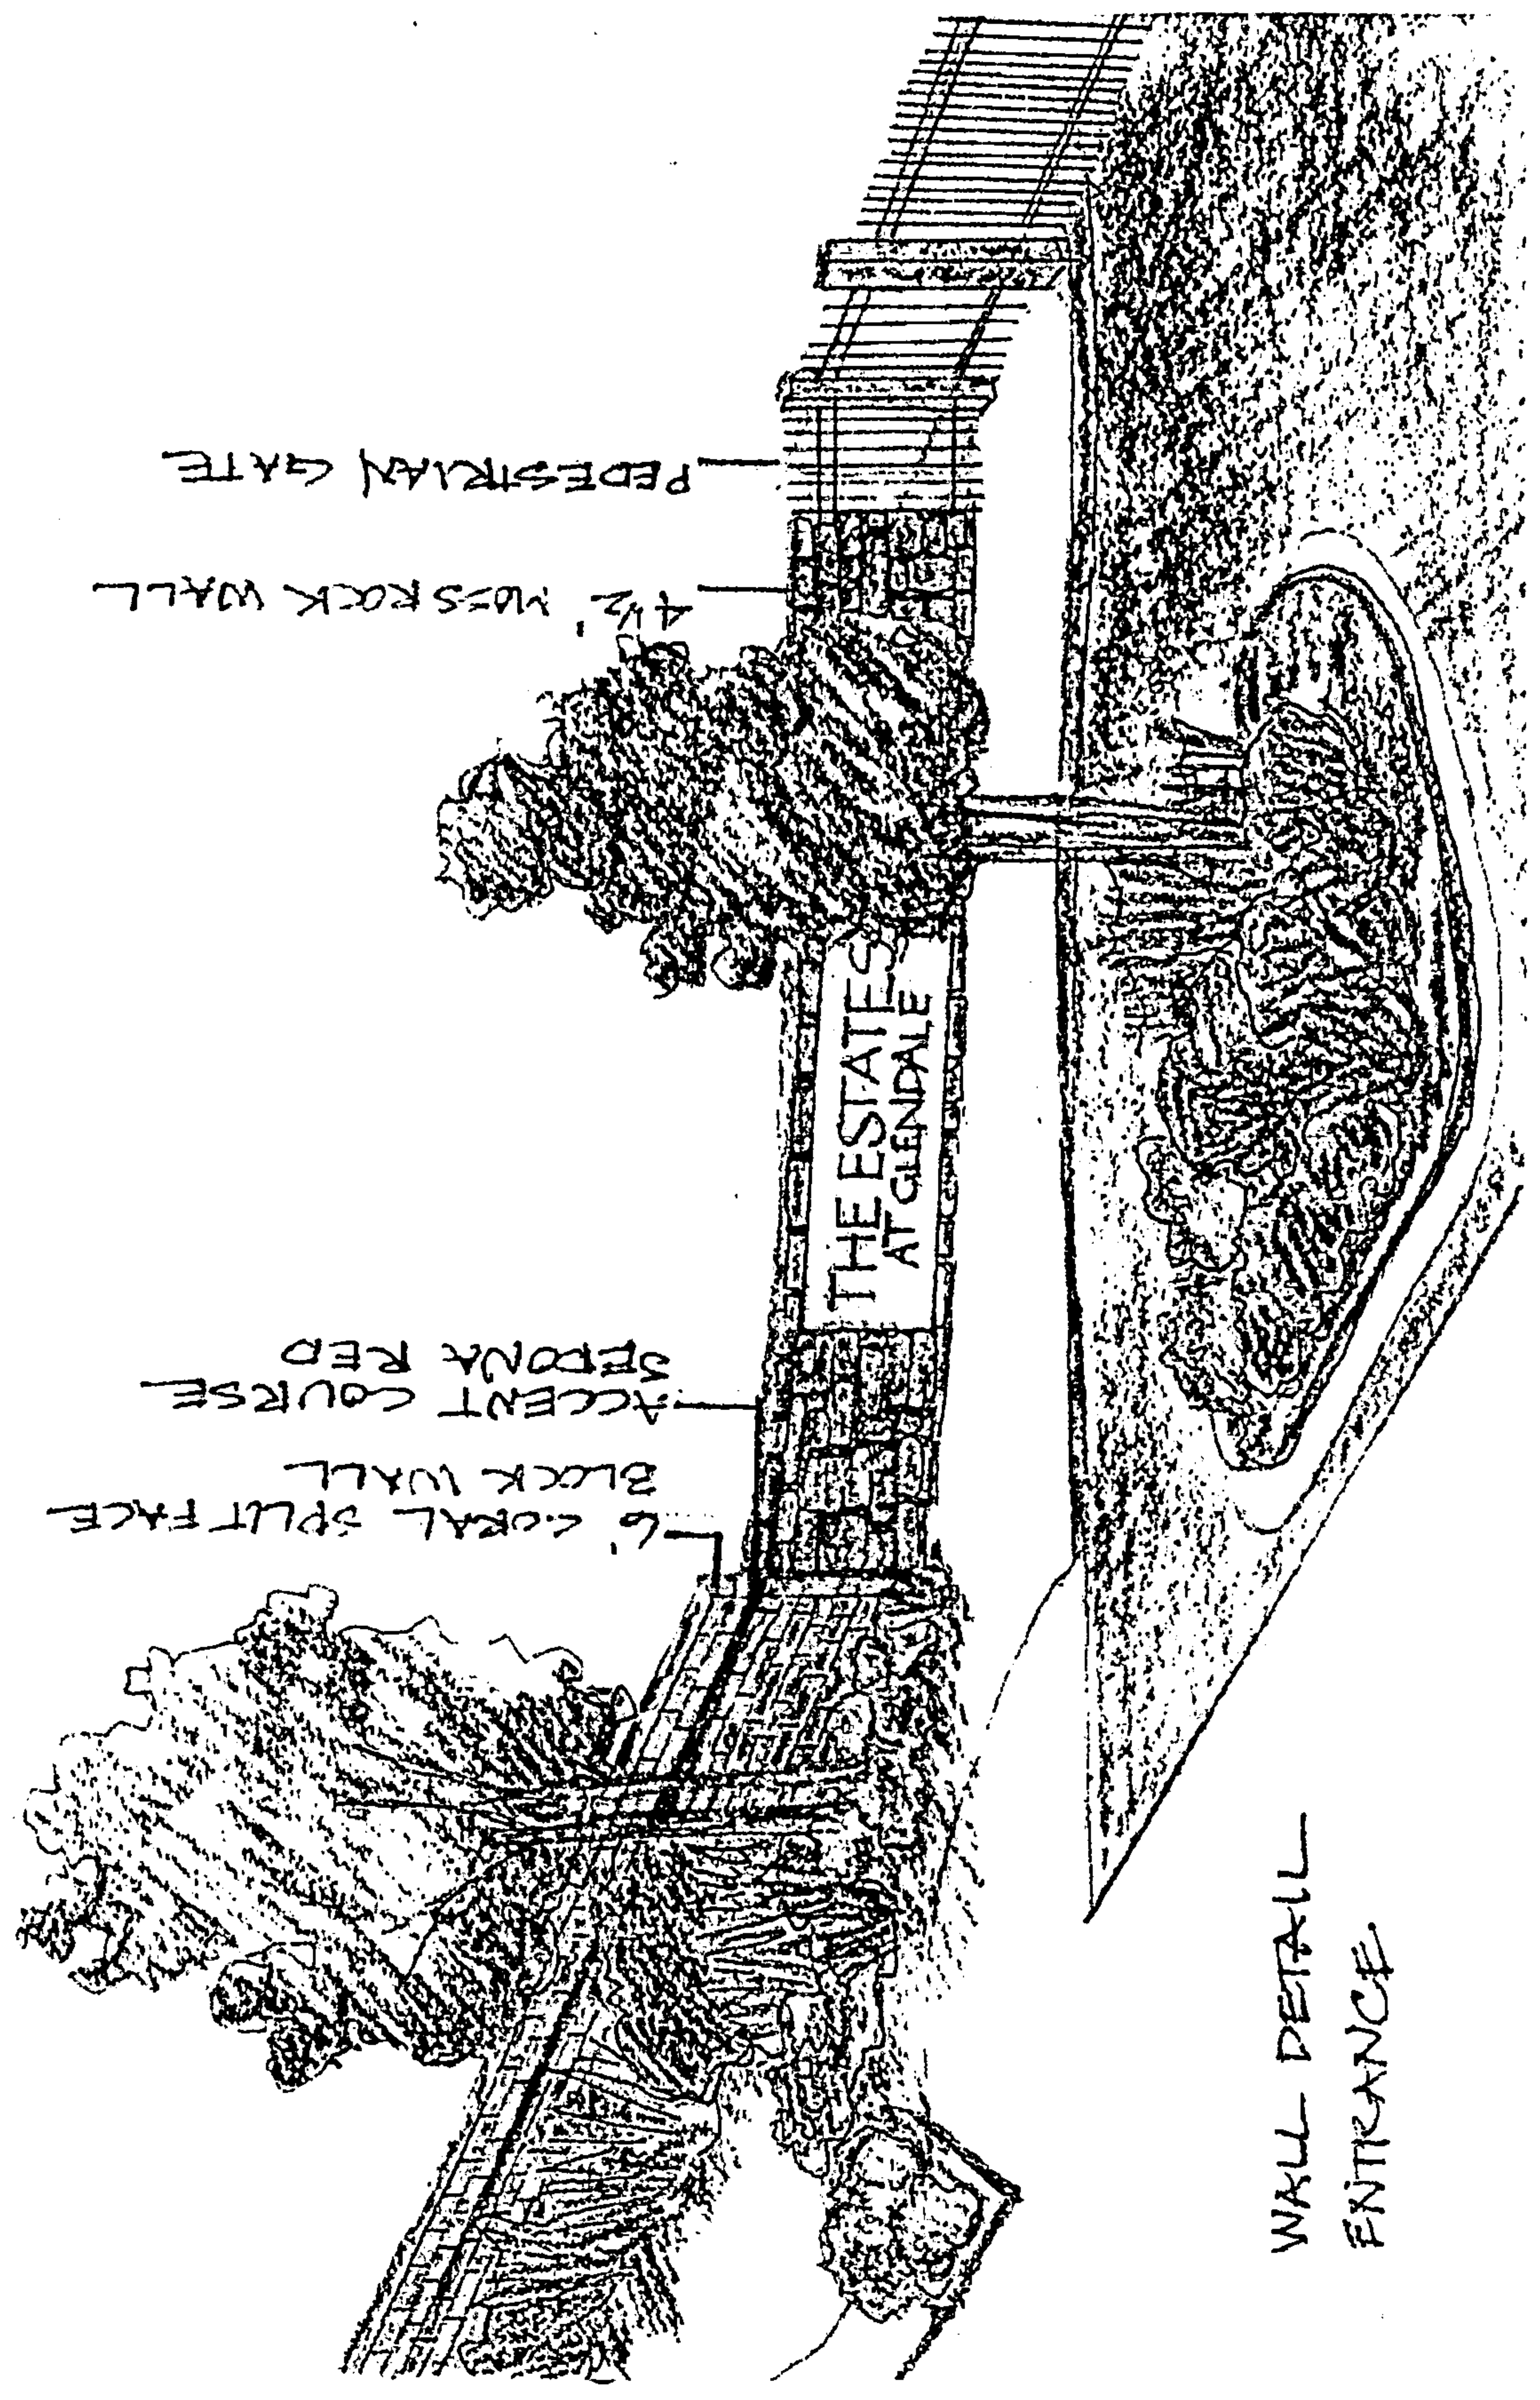 PEDESTRIAN GATE
4½' MOSS ROCK WALL
THE ESTATES
AT GLENDALE
ACCENT COURSE
SEDONA RED
6' CORAL SPLIT FACE
BLOCK WALL
WALL DETAIL
ENTRANCE